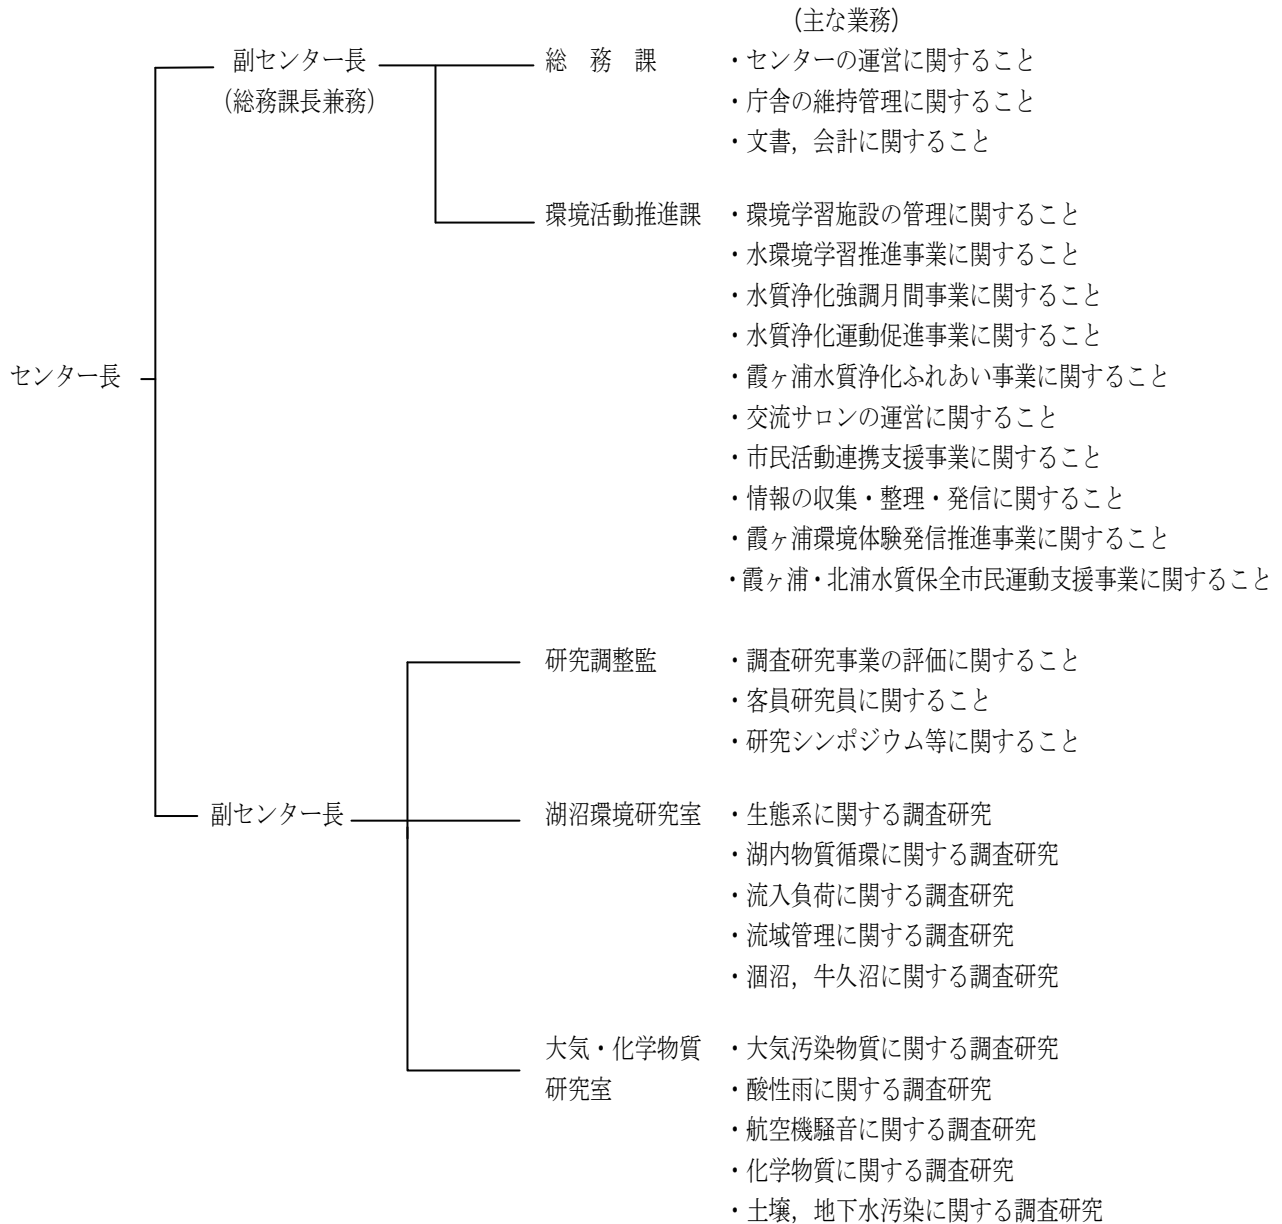 （主な業務）
副センター長
（総務課長兼務）
総　務　課
・センターの運営に関すること
・庁舎の維持管理に関すること
・文書，会計に関すること
環境活動推進課
・環境学習施設の管理に関すること
・水環境学習推進事業に関すること
・水質浄化強調月間事業に関すること
・水質浄化運動促進事業に関すること
センター長
・霞ヶ浦水質浄化ふれあい事業に関すること
・交流サロンの運営に関すること
・市民活動連携支援事業に関すること
・情報の収集・整理・発信に関すること
・霞ヶ浦環境体験発信推進事業に関すること
・霞ヶ浦・北浦水質保全市民運動支援事業に関すること
研究調整監
・調査研究事業の評価に関すること
・客員研究員に関すること
・研究シンポジウム等に関すること
副センター長
湖沼環境研究室
・生態系に関する調査研究
・湖内物質循環に関する調査研究
・流入負荷に関する調査研究
・流域管理に関する調査研究
・涸沼，牛久沼に関する調査研究
大気・化学物質
研究室
・大気汚染物質に関する調査研究
・酸性雨に関する調査研究
・航空機騒音に関する調査研究
・化学物質に関する調査研究
・土壌，地下水汚染に関する調査研究